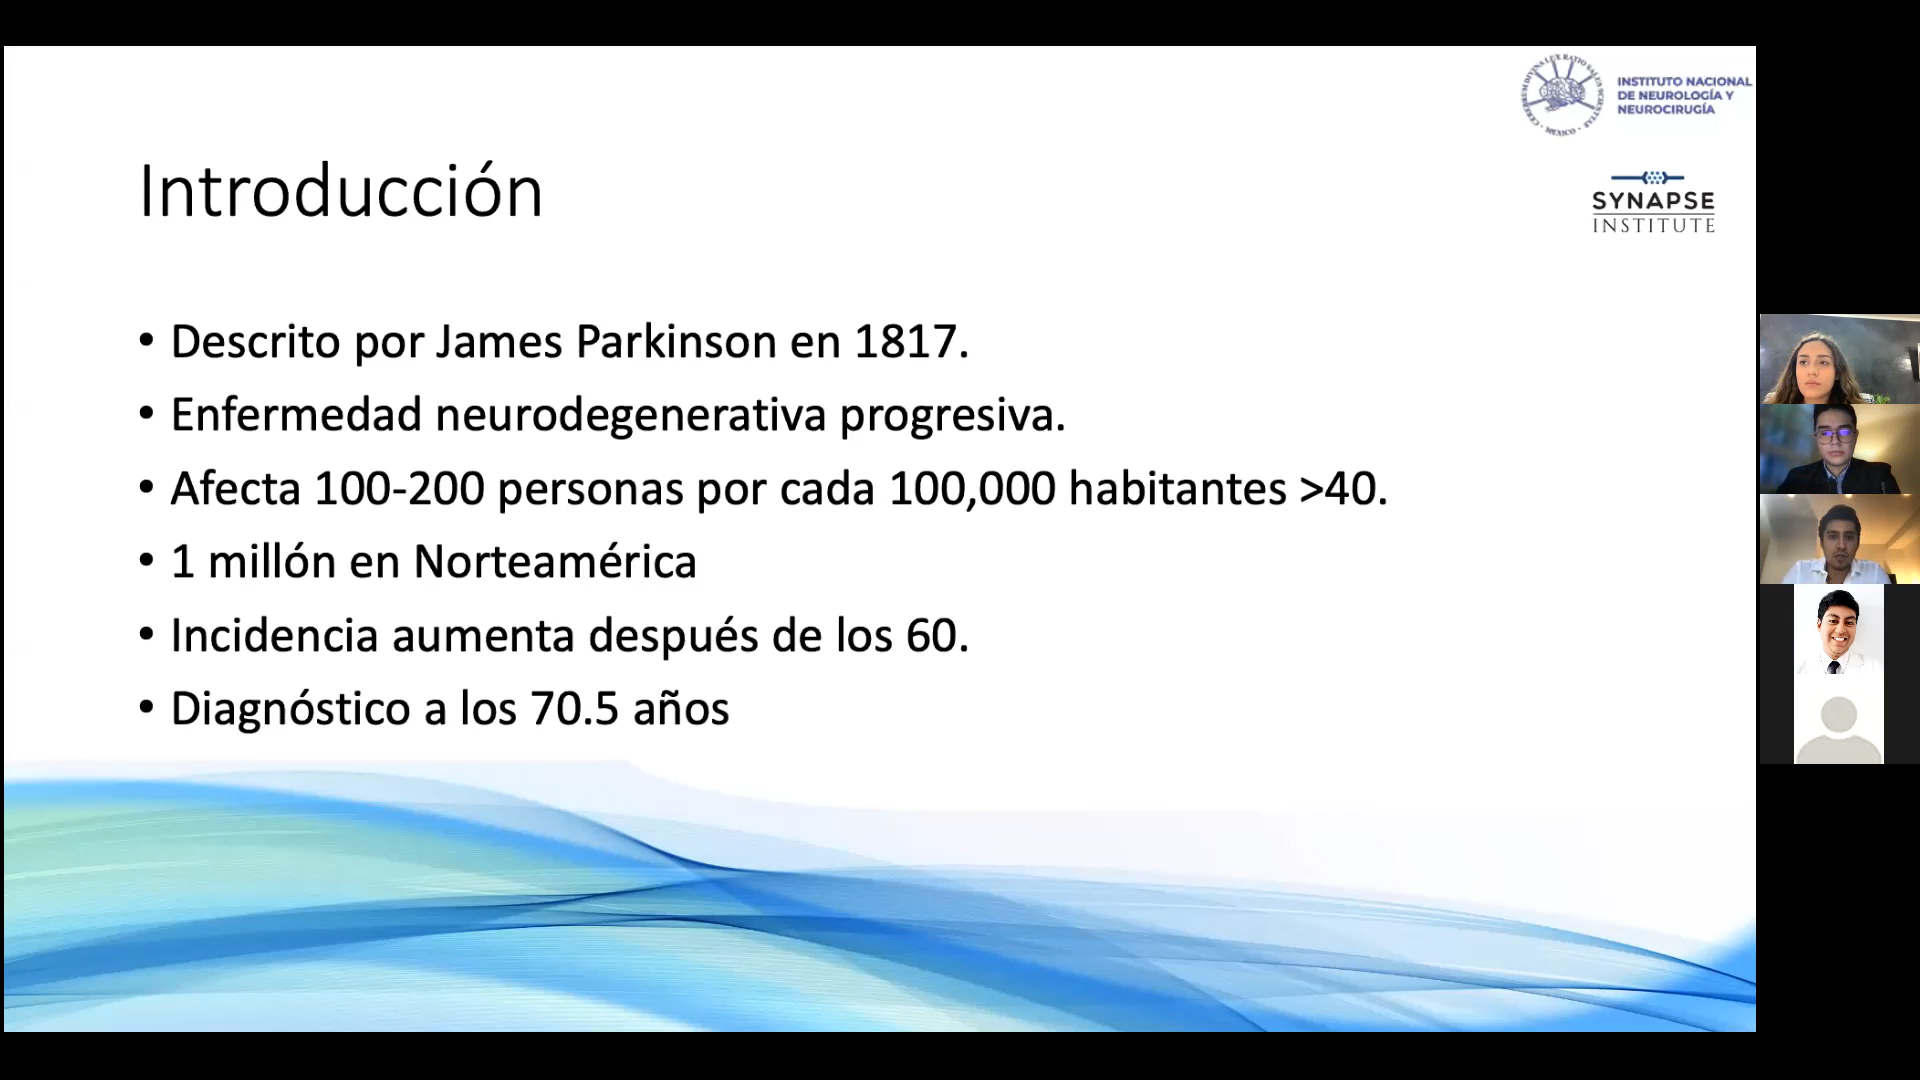 INSTITUTO NACIONAL
DE NEUROLOGÍA Y
NEUROCIRUGÍA
MEXICO
SYNAPSE
INSTITUTE
Introducción
• Descrito por James Parkinson en 1817.
• Enfermedad neurodegenerativa progresiva.
• Afecta 100-200 personas por cada 100,000 habitantes >40.
• 1 millón en Norteamérica
• Incidencia aumenta después de los 60.
• Diagnóstico a los 70.5 años